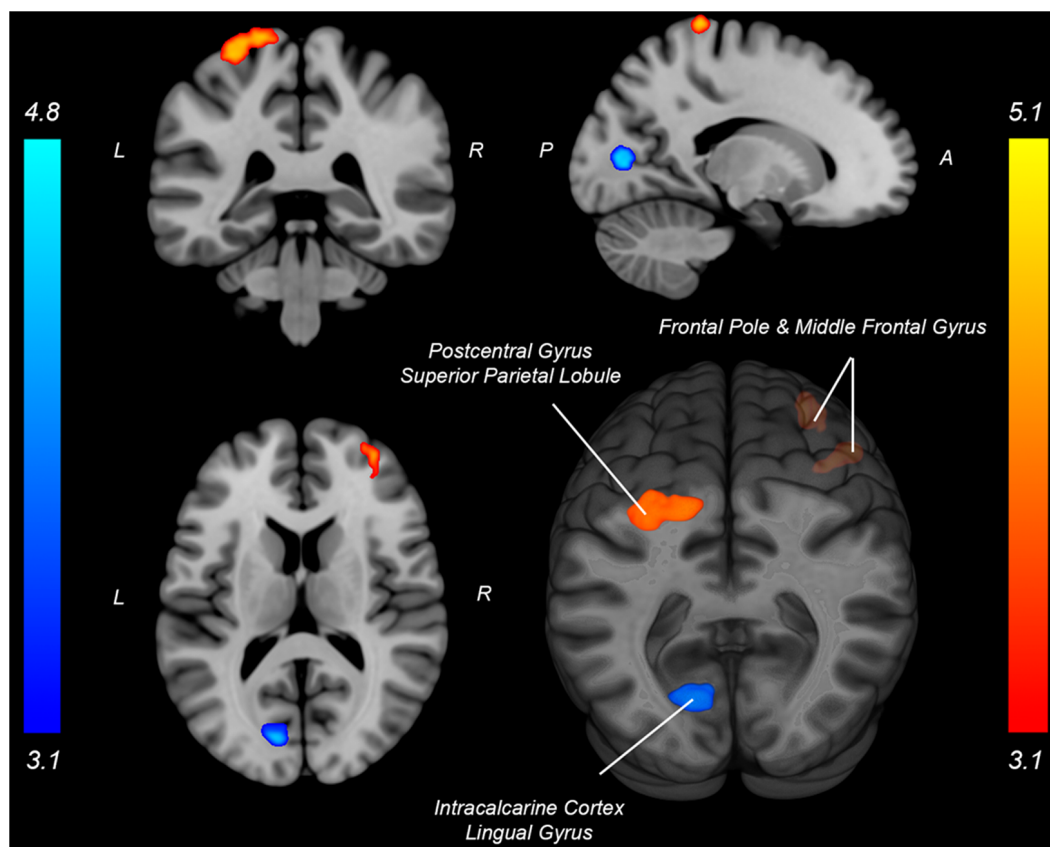 4.8
5.1
L
R
P
A
Frontal Pole & Middle Frontal Gyrus
Postcentral Gyrus
Superior Parietal Lobule
L
R
3.1
3.1
Intracalcarine Cortex
Lingual Gyrus